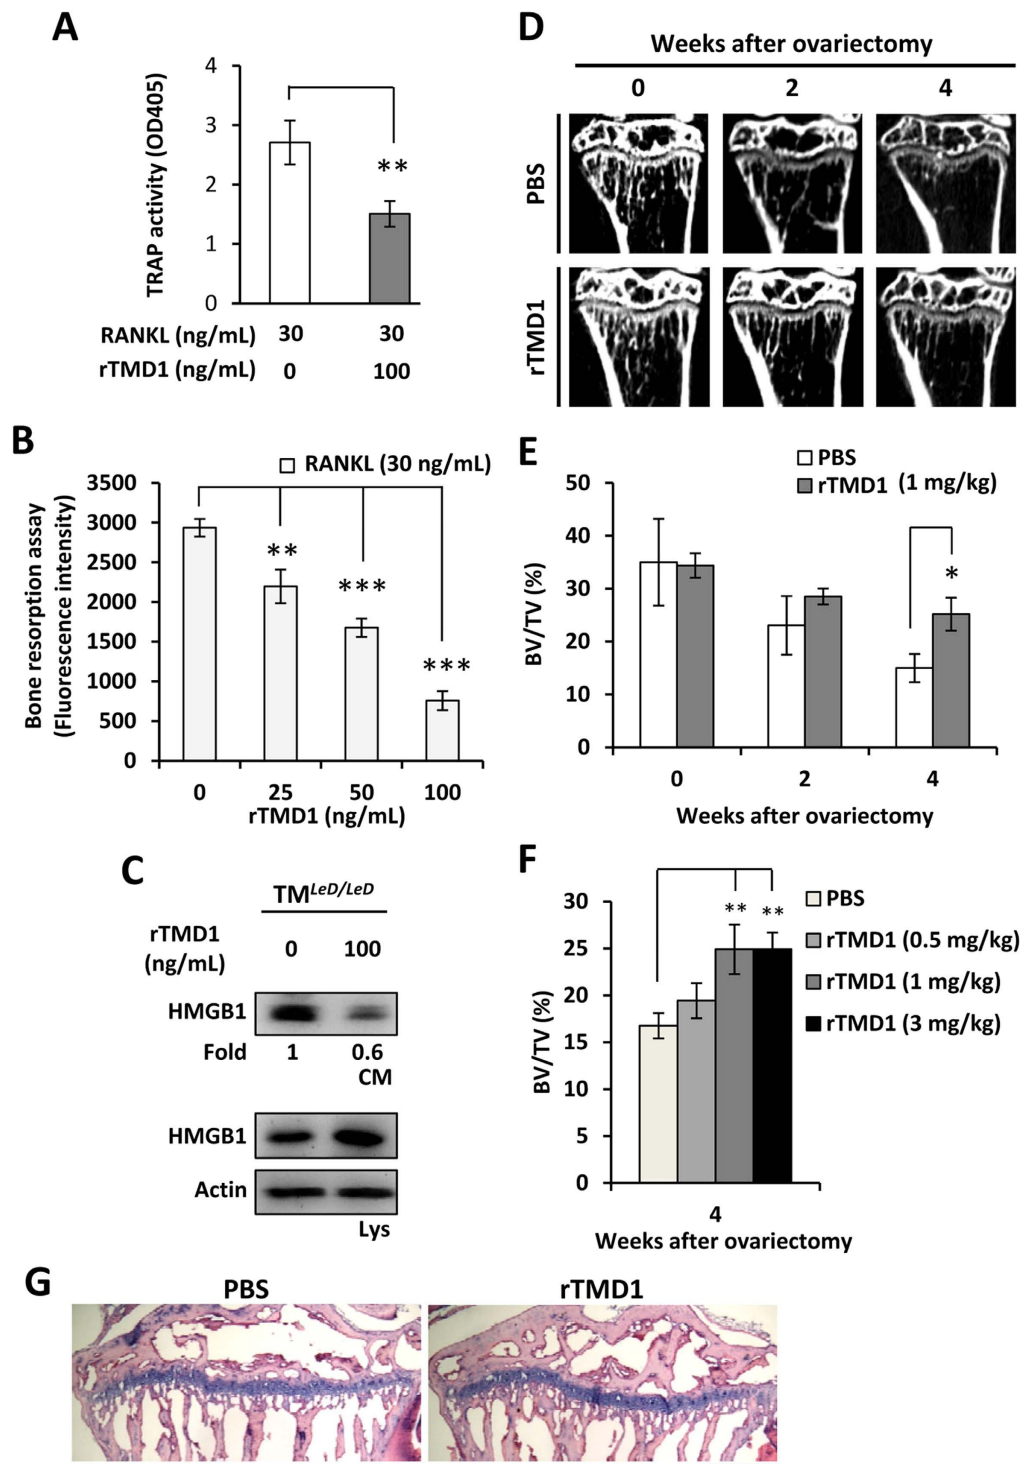 A
TRAP activity (OD405)
4
3
2
1
0
**
RANKL (ng/mL) 30 30
rTMD1 (ng/mL) 0 100
B
RANKL (30 ng/mL)
Bone resorption assay
(Fluorescence intensity)
3500
3000
2500
2000
1500
1000
500
0
**
***
***
0 25 50 100
rTMD1 (ng/mL)
C
TM LeD/LeD
rTMD1
(ng/mL) 0 100
HMGB1
Fold 1 0.6
CM
HMGB1
Actin
Lys
D
Weeks after ovariectomy
0 2 4
PBS
rTMD1
E
PBS
rTMD1 (1 mg/kg)
BV/TV (%)
50
40
30
20
10
0
*
0 2 4
Weeks after ovariectomy
F
PBS
rTMD1 (0.5 mg/kg)
rTMD1 (1 mg/kg)
rTMD1 (3 mg/kg)
BV/TV (%)
30
25
20
15
10
5
0
** **
4
Weeks after ovariectomy
G
PBS rTMD1